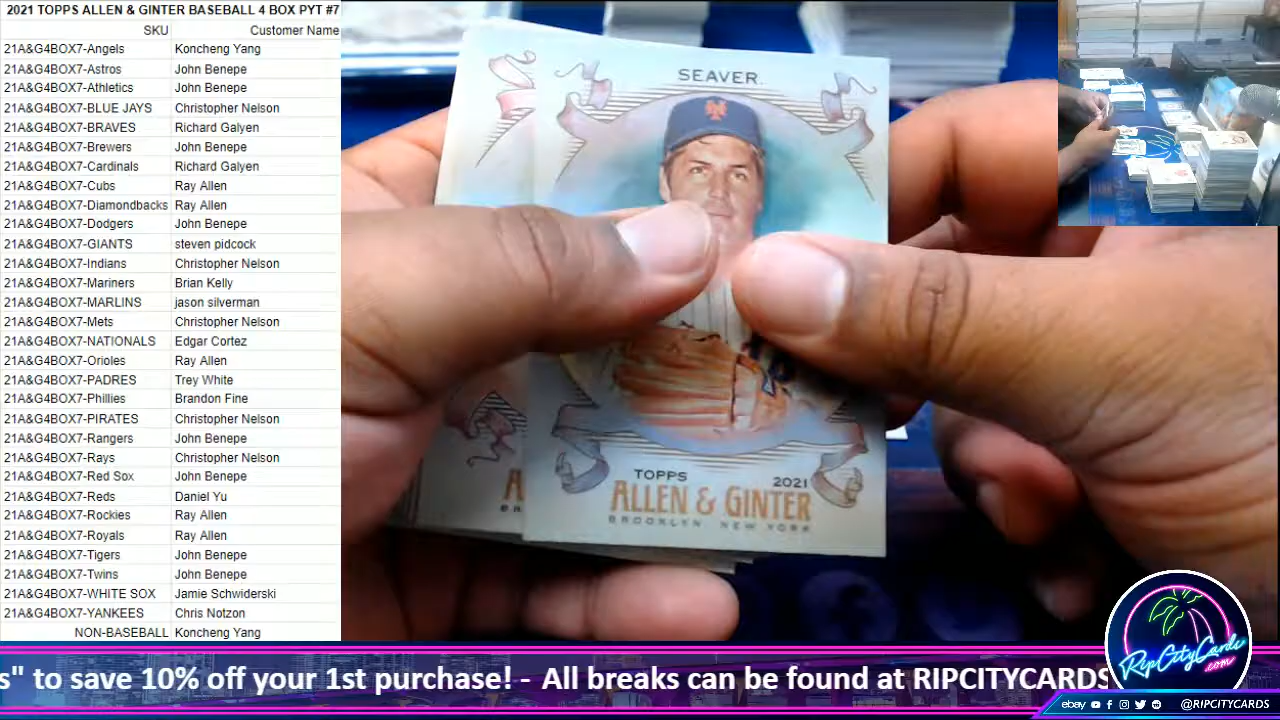 2021 TOPPS ALLEN & GINTER BASEBALL 4 BOX PYT #7
SKU Customer Name
21A&G4BOX7-Angels Koncheng Yang
21A&G4BOX7-Astros John Benepe
21A&G4BOX7-Athletics John Benepe
21A&G4BOX7-BLUE JAYS Christopher Nelson
21A&G4BOX7-BRAVES Richard Galyen
21A&G4BOX7-Brewers John Benepe
21A&G4BOX7-Cardinals Richard Galyen
21A&G4BOX7-Cubs Ray Allen
21A&G4BOX7-Diamondbacks Ray Allen
21A&G4BOX7-Dodgers John Benepe
21A&G4BOX7-GIANTS steven pidcock
21A&G4BOX7-Indians Christopher Nelson
21A&G4BOX7-Mariners Brian Kelly
21A&G4BOX7-MARLINS jason silverman
21A&G4BOX7-Mets Christopher Nelson
21A&G4BOX7-NATIONALS Edgar Cortez
21A&G4BOX7-Orioles Ray Allen
21A&G4BOX7-PADRES Trey White
21A&G4BOX7-Phillies Brandon Fine
21A&G4BOX7-PIRATES Christopher Nelson
21A&G4BOX7-Rangers John Benepe
21A&G4BOX7-Rays Christopher Nelson
21A&G4BOX7-Red Sox John Benepe
21A&G4BOX7-Reds Daniel Yu
21A&G4BOX7-Rockies Ray Allen
21A&G4BOX7-Royals Ray Allen
21A&G4BOX7-Tigers John Benepe
21A&G4BOX7-Twins John Benepe
21A&G4BOX7-WHITE SOX Jamie Schwiderski
21A&G4BOX7-YANKEES Chris Notzon
NON-BASEBALL Koncheng Yang
SEAVER
NY
TOPPS 2021
ALLEN & GINTER
BROOKLYN NEW YORK
s" to save 10% off your 1st purchase! - All breaks can be found at RIPCITYCARDS
RipCityCards
.com
ebay @RIPCITYCARDS